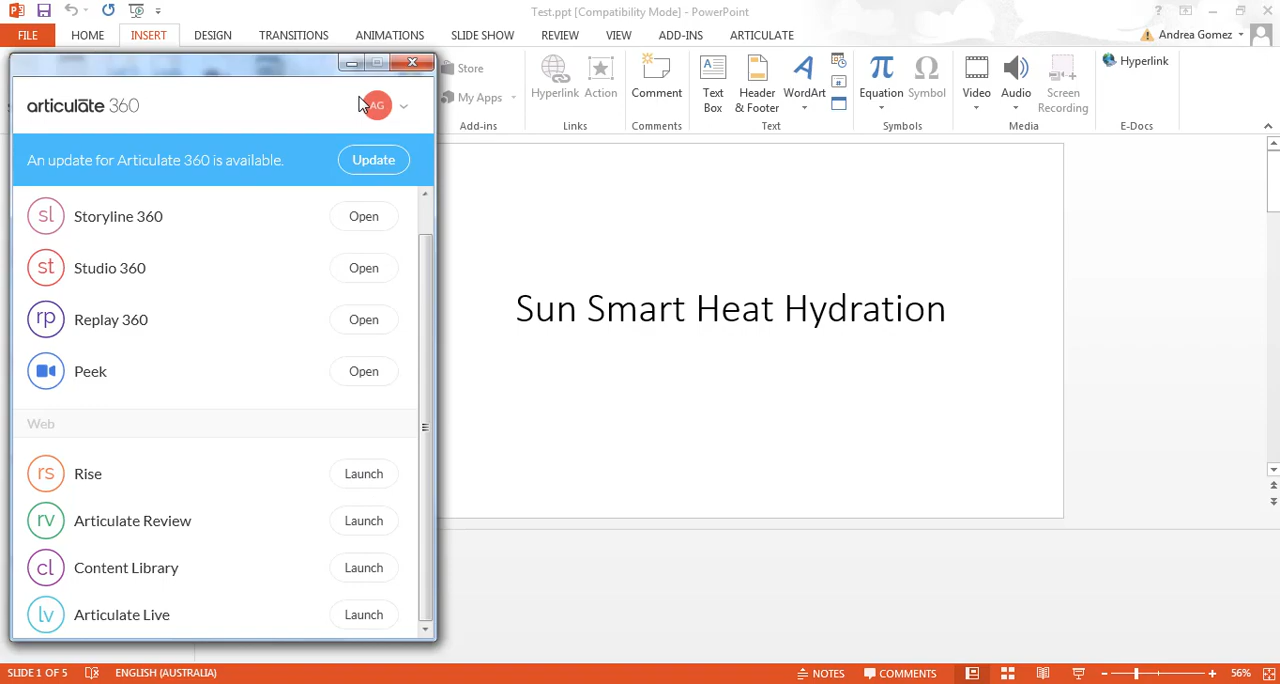 Test.ppt [Compatibility Mode] - PowerPoint
FILE HOME INSERT DESIGN TRANSITIONS ANIMATIONS SLIDE SHOW REVIEW VIEW ADD-INS ARTICULATE Andrea Gomez
Store
My Apps
Add-ins
Hyperlink Action
Links
Comment
Comments
Text Box
Header & Footer
WordArt
Text
Equation Symbol
Symbols
Video Audio Screen Recording
Media
Hyperlink
E-Docs
articulate 360
AG
An update for Articulate 360 is available. Update
sl Storyline 360 Open
st Studio 360 Open
rp Replay 360 Open
Peek Open
Web
rs Rise Launch
rv Articulate Review Launch
cl Content Library Launch
lv Articulate Live Launch
Sun Smart Heat Hydration
SLIDE 1 OF 5 ENGLISH (AUSTRALIA) NOTES COMMENTS 56%